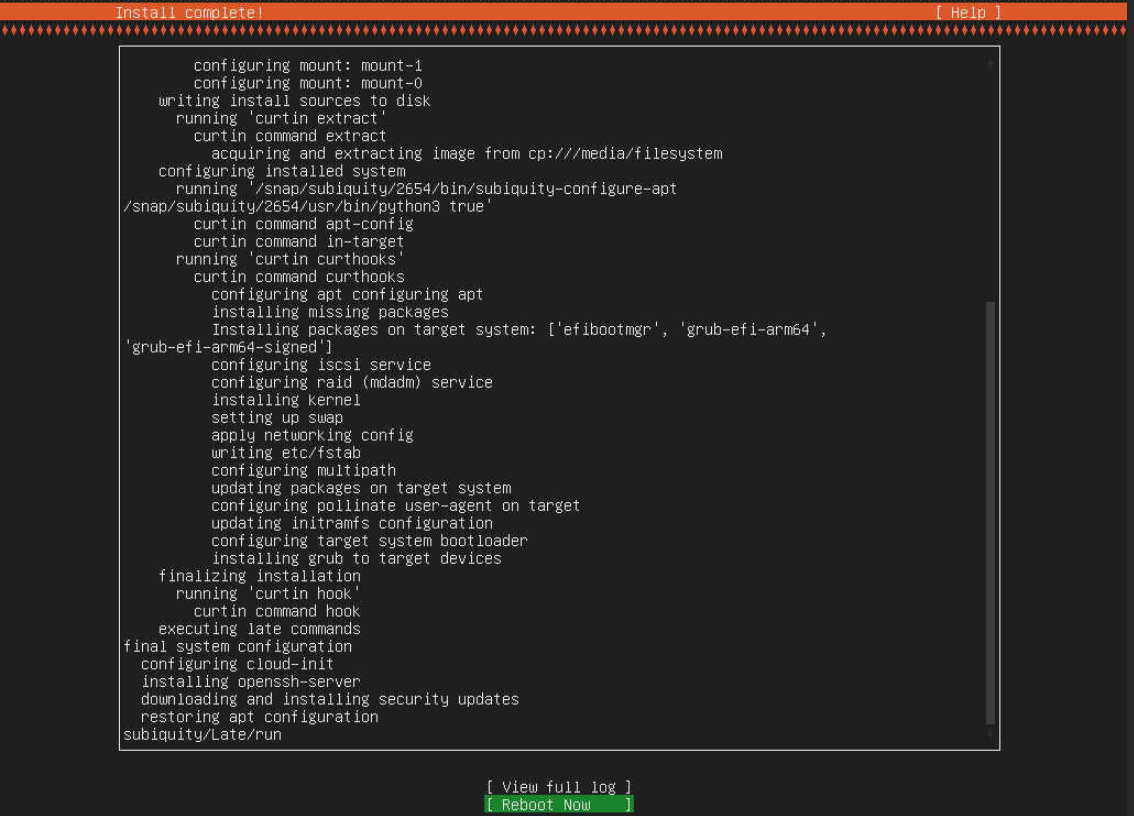 Install complete! [ Help ]
configuring mount: mount-1
configuring mount: mount-0
writing install sources to disk
running 'curtin extract'
curtin command extract
acquiring and extracting image from cp:///media/filesystem
configuring installed system
running '/snap/subiquity/2654/bin/subiquity-configure-apt
/snap/subiquity/2654/usr/bin/python3 true'
curtin command apt-config
curtin command in-target
running 'curtin curthooks'
curtin command curthooks
configuring apt configuring apt
installing missing packages
Installing packages on target system: ['efibootmgr', 'grub-efi-arm64',
'grub-efi-arm64-signed']
configuring iscsi service
configuring raid (mdadm) service
installing kernel
setting up swap
apply networking config
writing etc/fstab
configuring multipath
updating packages on target system
configuring pollinate user-agent on target
updating initramfs configuration
configuring target system bootloader
installing grub to target devices
finalizing installation
running 'curtin hook'
curtin command hook
executing late commands
final system configuration
configuring cloud-init
installing openssh-server
downloading and installing security updates
restoring apt configuration
subiquity/Late/run
[ View full log ]
[ Reboot Now ]